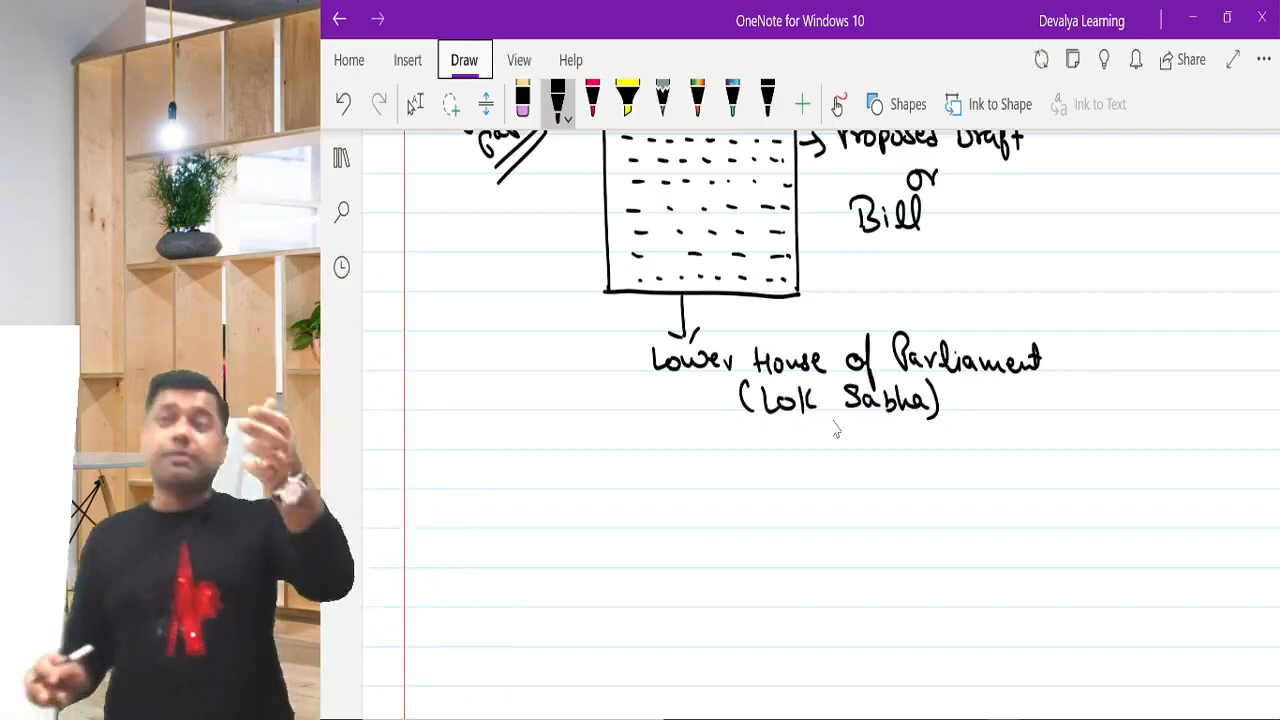 OneNote for Windows 10
Devalya Learning
Home Insert Draw View Help
Share
Shapes
Ink to Shape
Ink to Text
Proposed Draft
or
Bill
Lower House of Parliament
(Lok Sabha)